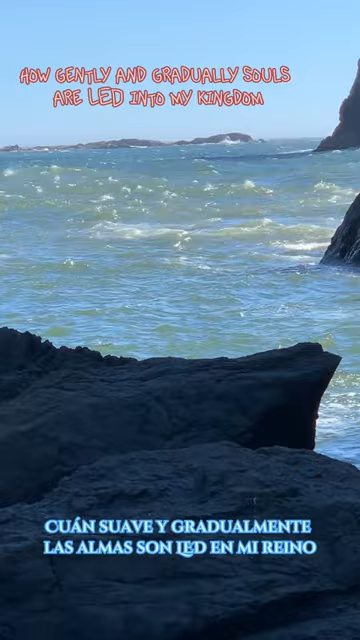 HOW GENTLY AND GRADUALLY SOULS
ARE LED INTO MY KINGDOM
CUÁN SUAVE Y GRADUALMENTE
LAS ALMAS SON LED EN MI REINO